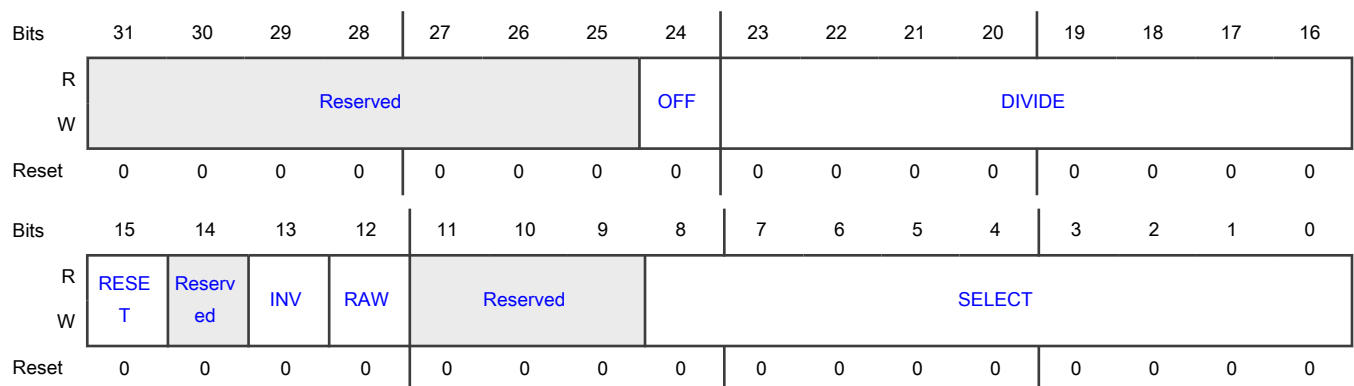 Bits 31 30 29 28 27 26 25 24 23 22 21 20 19 18 17 16
R
Reserved OFF DIVIDE
W
Reset 0 0 0 0 0 0 0 0 0 0 0 0 0 0 0 0
Bits 15 14 13 12 11 10 9 8 7 6 5 4 3 2 1 0
R
RESE Reserv INV RAW Reserved SELECT
T ed
W
Reset 0 0 0 0 0 0 0 0 0 0 0 0 0 0 0 0